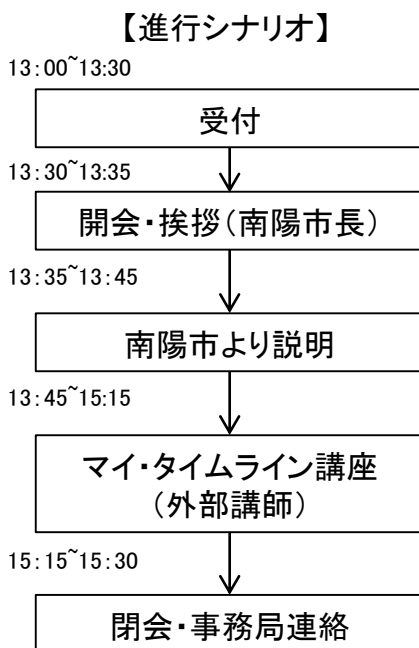 【進行シナリオ】
13:00~13:30
受付
13:30~13:35
開会・挨拶(南陽市長)
13:35~13:45
南陽市より説明
13:45~15:15
マイ・タイムライン講座
(外部講師)
15:15~15:30
閉会・事務局連絡